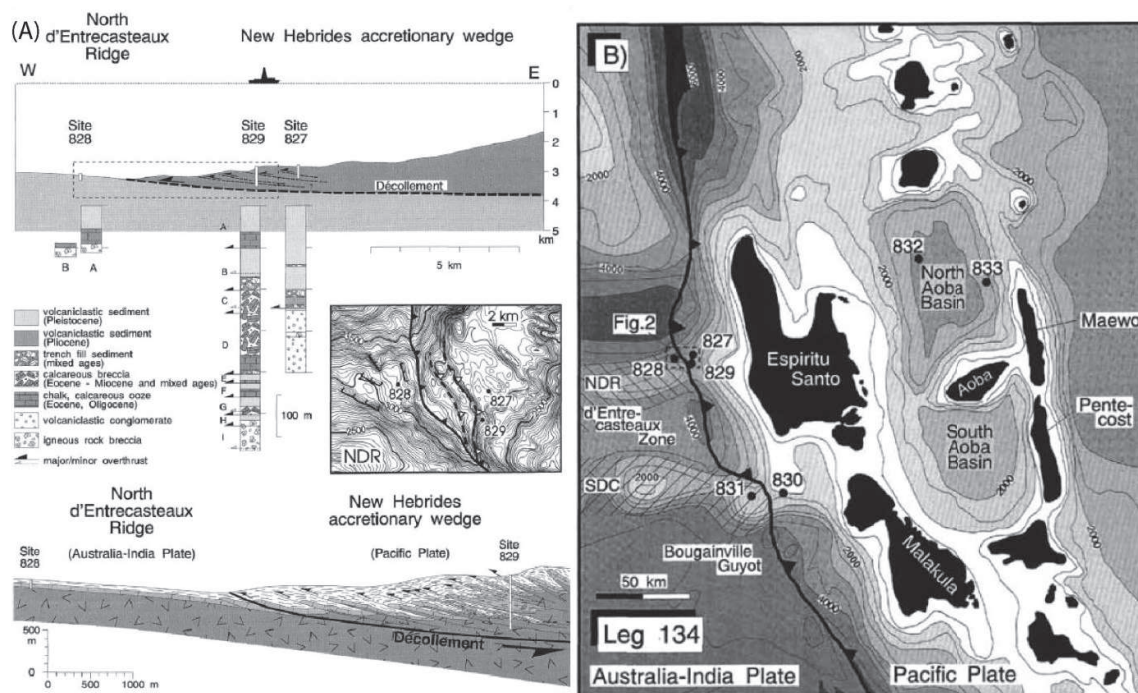 (A)
North
d'Entrecasteaux
Ridge
New Hebrides accretionary wedge
W
E
0
1
2
3
4
5
km
Site
828
Site
829
Site
827
Décollement
B
A
A
B
C
D
E
F
G
H
I
5 km
100 m
volcaniclastic sediment
(Pleistocene)
volcaniclastic sediment
(Pliocene)
trench fill sediment
(mixed ages)
calcareous breccia
(Eocene - Miocene and mixed ages)
chalk, calcareous ooze
(Eocene, Oligocene)
volcaniclastic conglomerate
igneous rock breccia
major/minor overthrust
2 km
828
827
829
2500
NDR
North
d'Entrecasteaux
Ridge
New Hebrides
accretionary wedge
Site
828
(Australia-India Plate)
(Pacific Plate)
Site
829
Décollement
500
m
0
0 500 1000 m
B)
2000
4000
4000
2000
2000
2000
4000
832
North
Aoba
Basin
833
Maewo
Fig.2
827
828
829
Espiritu
Santo
Aoba
NDR
d'Entre-
casteaux
Zone
4000
Pente-
cost
South
Aoba
Basin
2000
SDC
2000
831
830
Bougainville
Guyot
Malakula
4000
50 km
Leg 134
Australia-India Plate
Pacific Plate